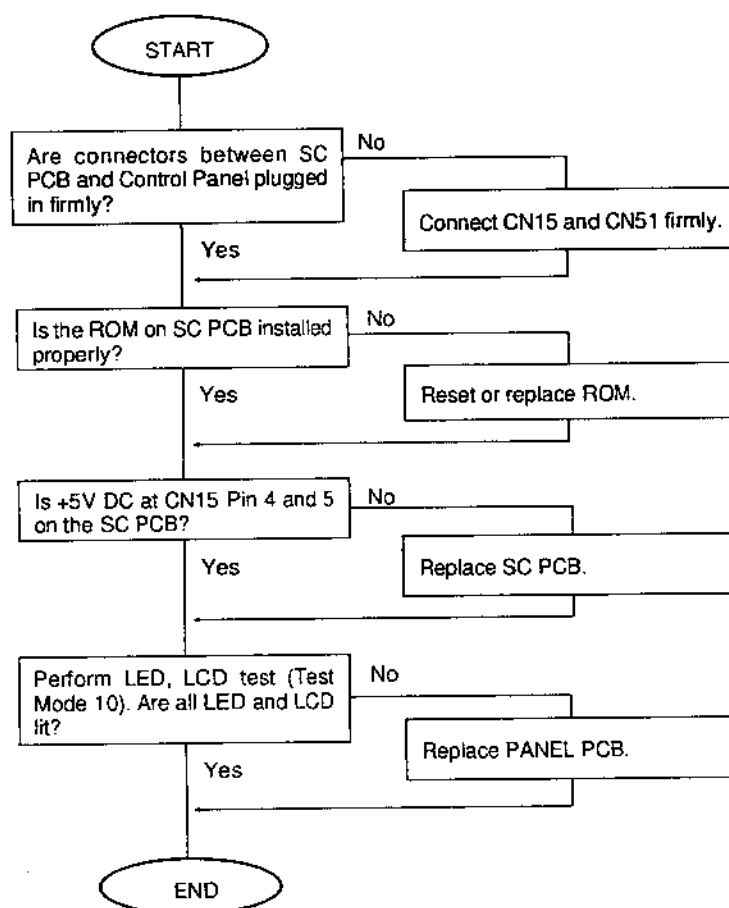 START
Are connectors between SC
PCB and Control Panel plugged
in firmly?
No
Connect CN15 and CN51 firmly.
Yes
Is the ROM on SC PCB installed
properly?
No
Reset or replace ROM.
Yes
Is +5V DC at CN15 Pin 4 and 5
on the SC PCB?
No
Replace SC PCB.
Yes
Perform LED, LCD test (Test
Mode 10). Are all LED and LCD
lit?
No
Replace PANEL PCB.
Yes
END